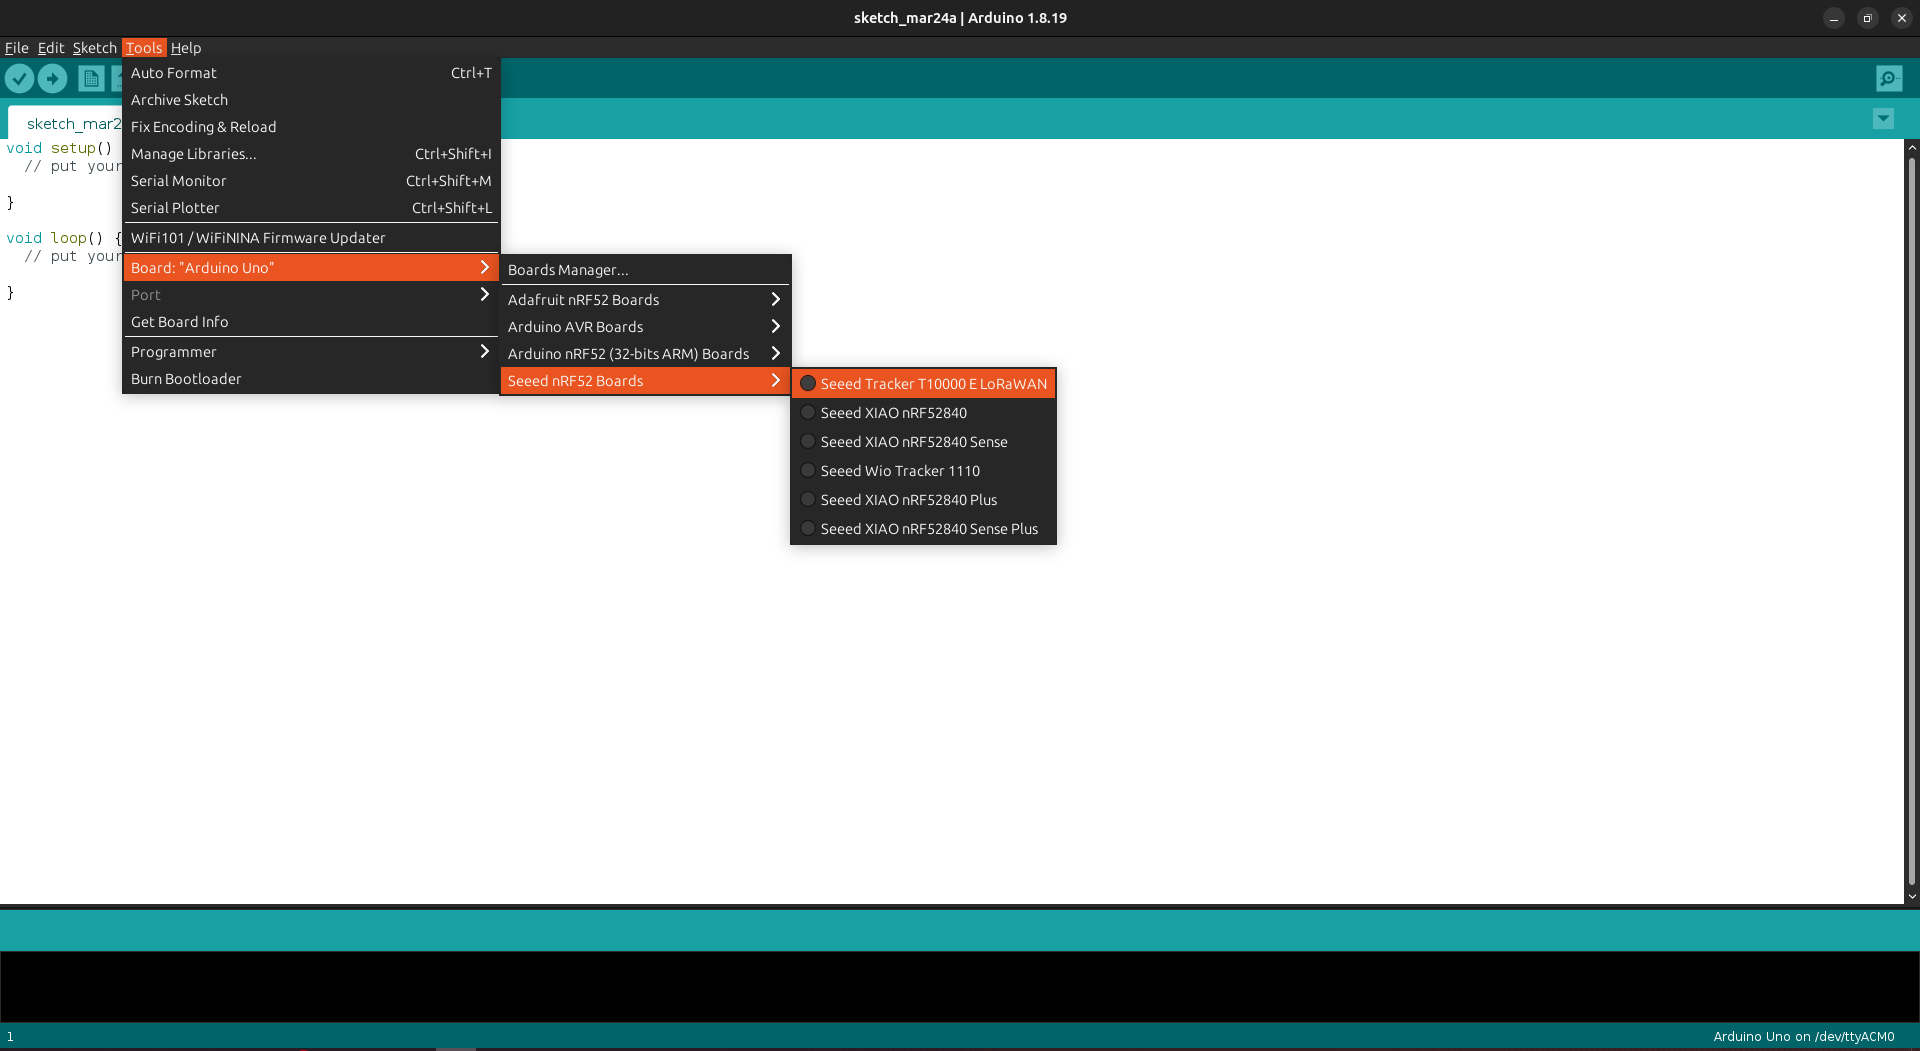 sketch_mar24a | Arduino 1.8.19
File Edit Sketch Tools Help
sketch_mar2
void setup()
// put your
}
void loop() {
// put your
}
Auto Format Ctrl+T
Archive Sketch
Fix Encoding & Reload
Manage Libraries... Ctrl+Shift+I
Serial Monitor Ctrl+Shift+M
Serial Plotter Ctrl+Shift+L
WiFi101 / WiFiNINA Firmware Updater
Board: "Arduino Uno"
Port
Get Board Info
Programmer
Burn Bootloader
Boards Manager...
Adafruit nRF52 Boards
Arduino AVR Boards
Arduino nRF52 (32-bits ARM) Boards
Seeed nRF52 Boards
Seeed Tracker T10000 E LoRaWAN
Seeed XIAO nRF52840
Seeed XIAO nRF52840 Sense
Seeed Wio Tracker 1110
Seeed XIAO nRF52840 Plus
Seeed XIAO nRF52840 Sense Plus
1 Arduino Uno on /dev/ttyACM0